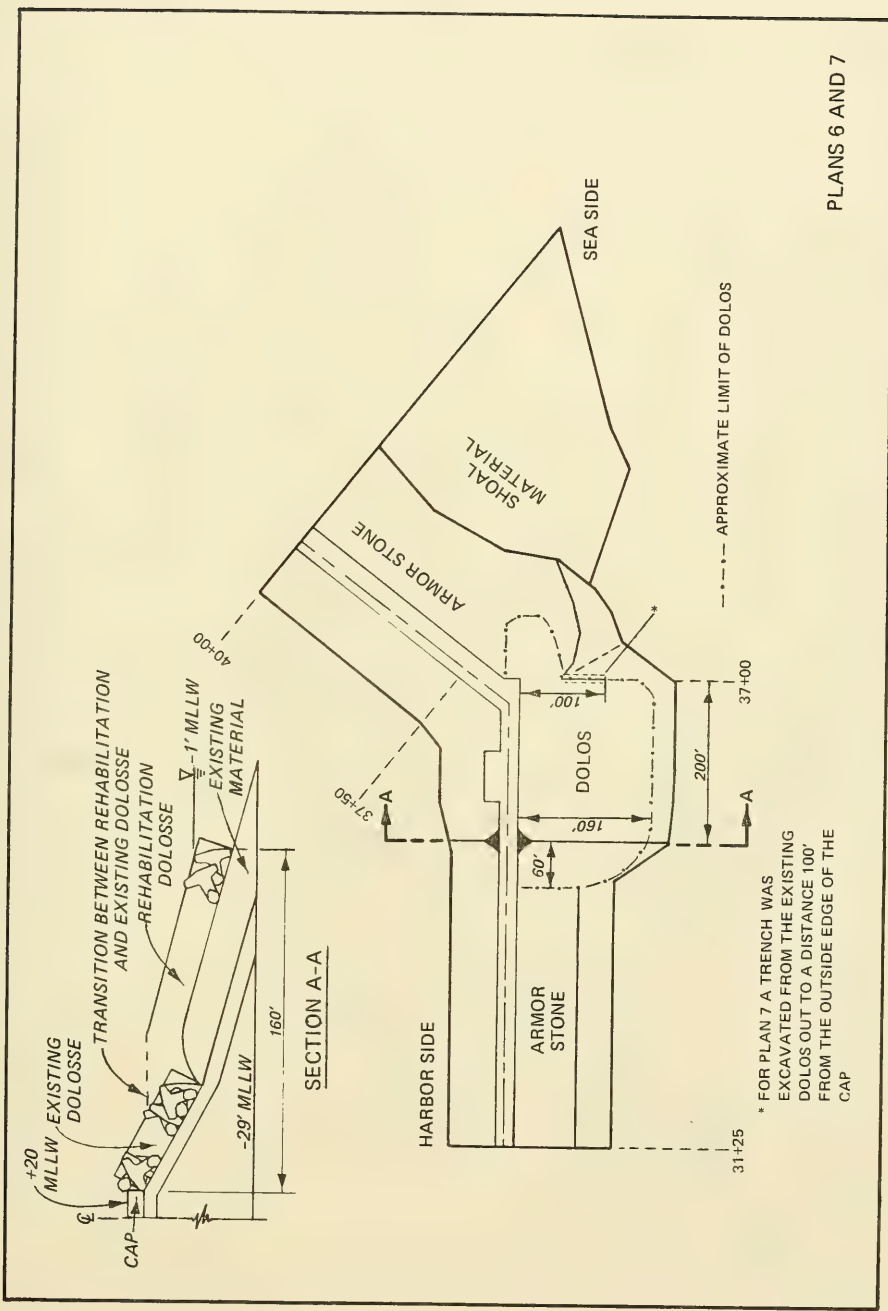 TRANSITION BETWEEN REHABILITATION
AND EXISTING DOLOSSE
REHABILITATION
DOLOSSE
-1' MLLW
EXISTING
MATERIAL
+20
MLLW
EXISTING
DOLOSSE
℄
CAP
-29' MLLW
160'
SECTION A-A
40+00
37+50
SHOAL
MATERIAL
ARMOR STONE
SEA SIDE
HARBOR SIDE
A
A
ARMOR
STONE
DOLOS
60'
160'
100'
200'
*
31+25
37+00
-·-·- APPROXIMATE LIMIT OF DOLOS
* FOR PLAN 7 A TRENCH WAS
EXCAVATED FROM THE EXISTING
DOLOS OUT TO A DISTANCE 100'
FROM THE OUTSIDE EDGE OF THE
CAP
PLANS 6 AND 7